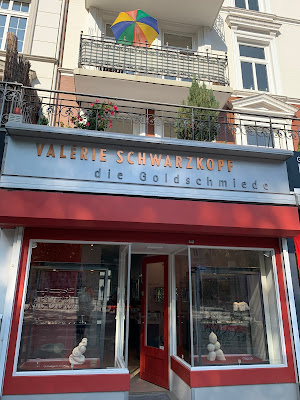 VALERIE SCHWARZKOPF
die Goldschmiede